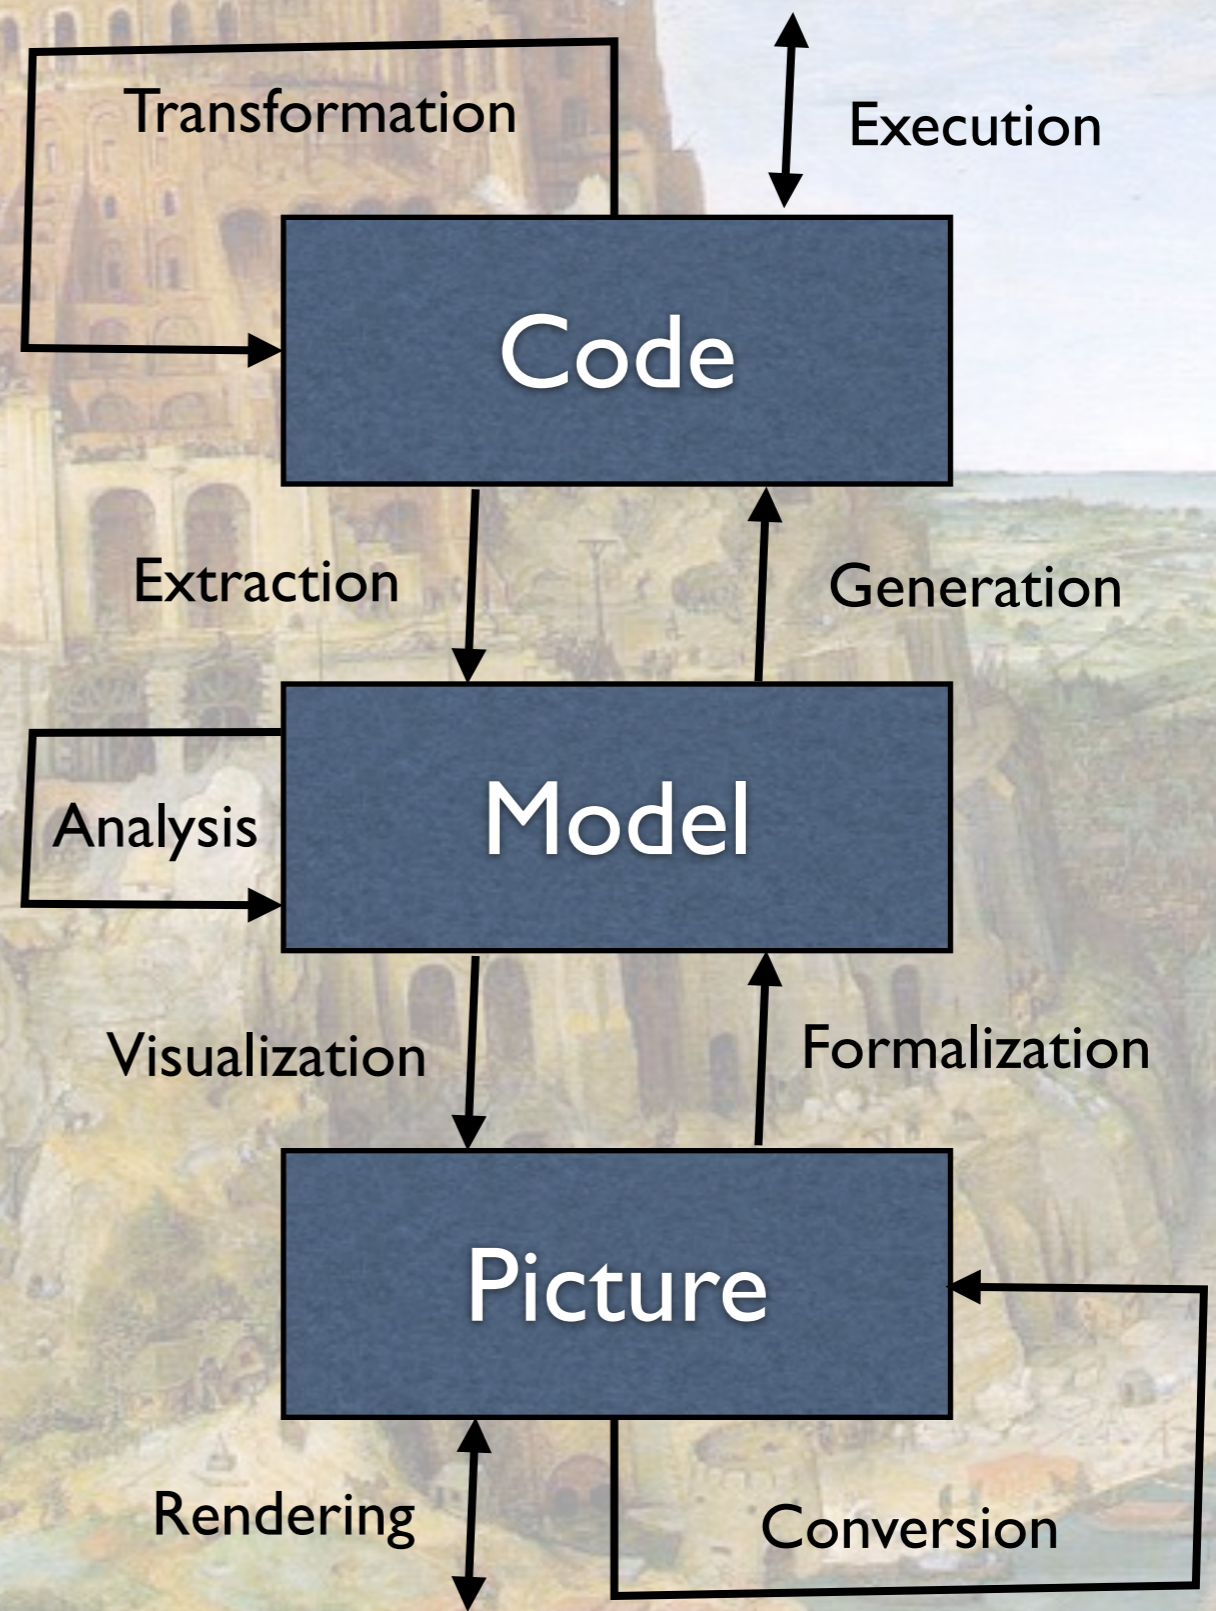 Transformation
Execution
Code
Extraction
Generation
Model
Analysis
Visualization
Formalization
Picture
Rendering
Conversion